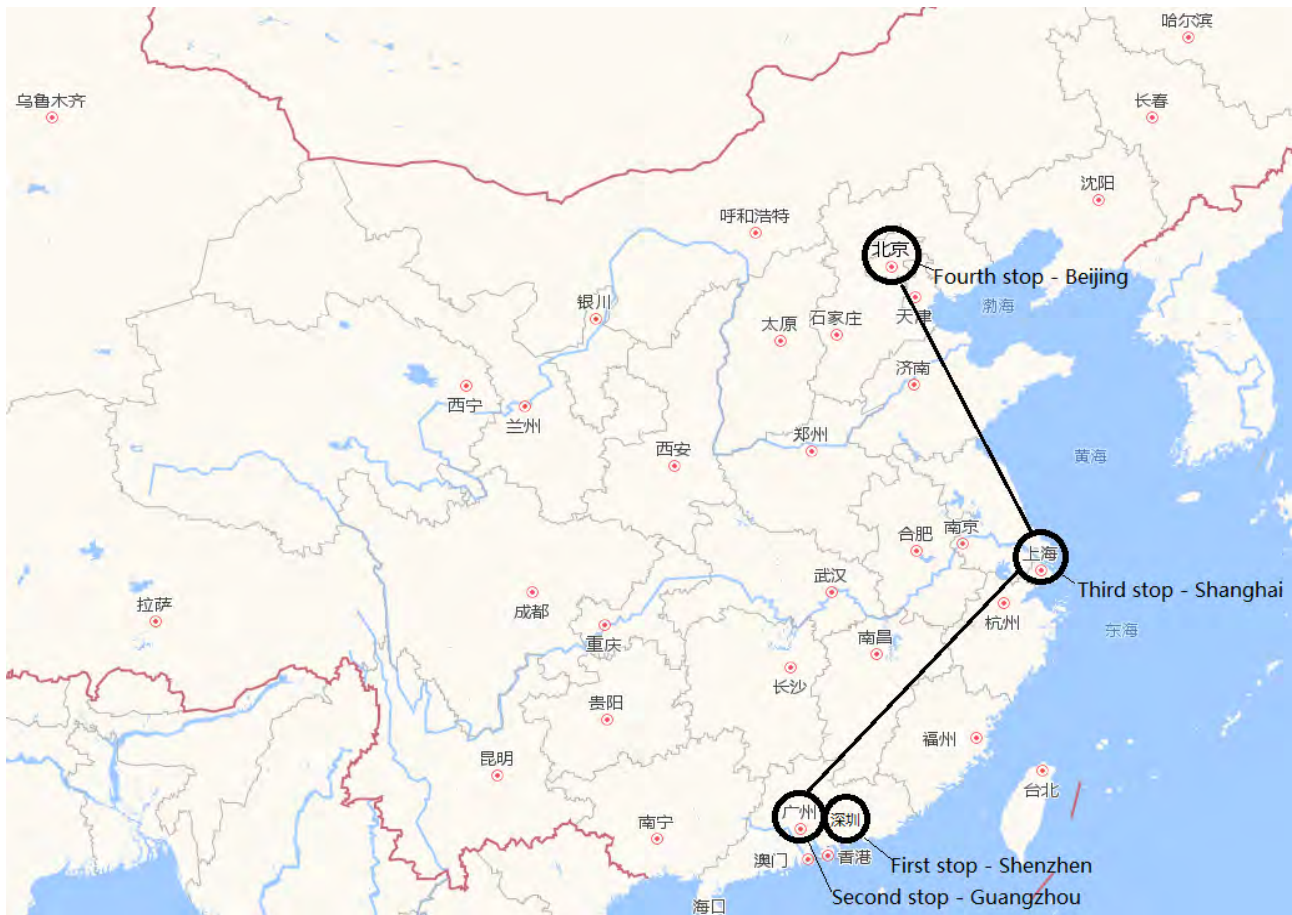 哈尔滨
乌鲁木齐
长春
沈阳
呼和浩特
北京
Fourth stop - Beijing
天津
渤海
银川
太原
石家庄
济南
西宁
兰州
郑州
西安
黄海
合肥
南京
上海
Third stop - Shanghai
武汉
成都
拉萨
杭州
东海
重庆
南昌
长沙
贵阳
福州
昆明
台北
广州
深圳
南宁
澳门
香港
First stop - Shenzhen
Second stop - Guangzhou
海口